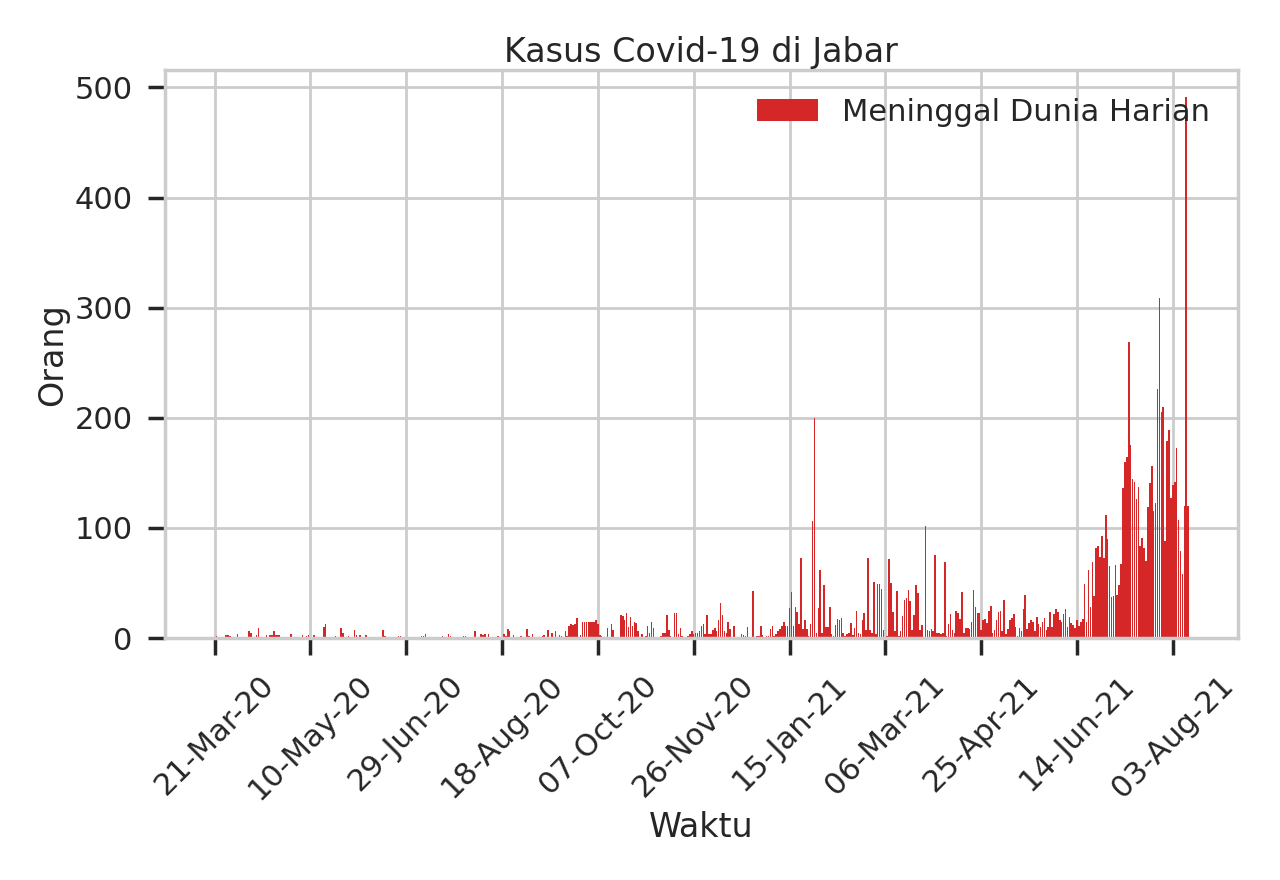 Kasus Covid-19 di Jabar
Meninggal Dunia Harian
Orang
500
400
300
200
100
0
21-Mar-20
10-May-20
29-Jun-20
18-Aug-20
07-Oct-20
26-Nov-20
15-Jan-21
06-Mar-21
25-Apr-21
14-Jun-21
03-Aug-21
Waktu